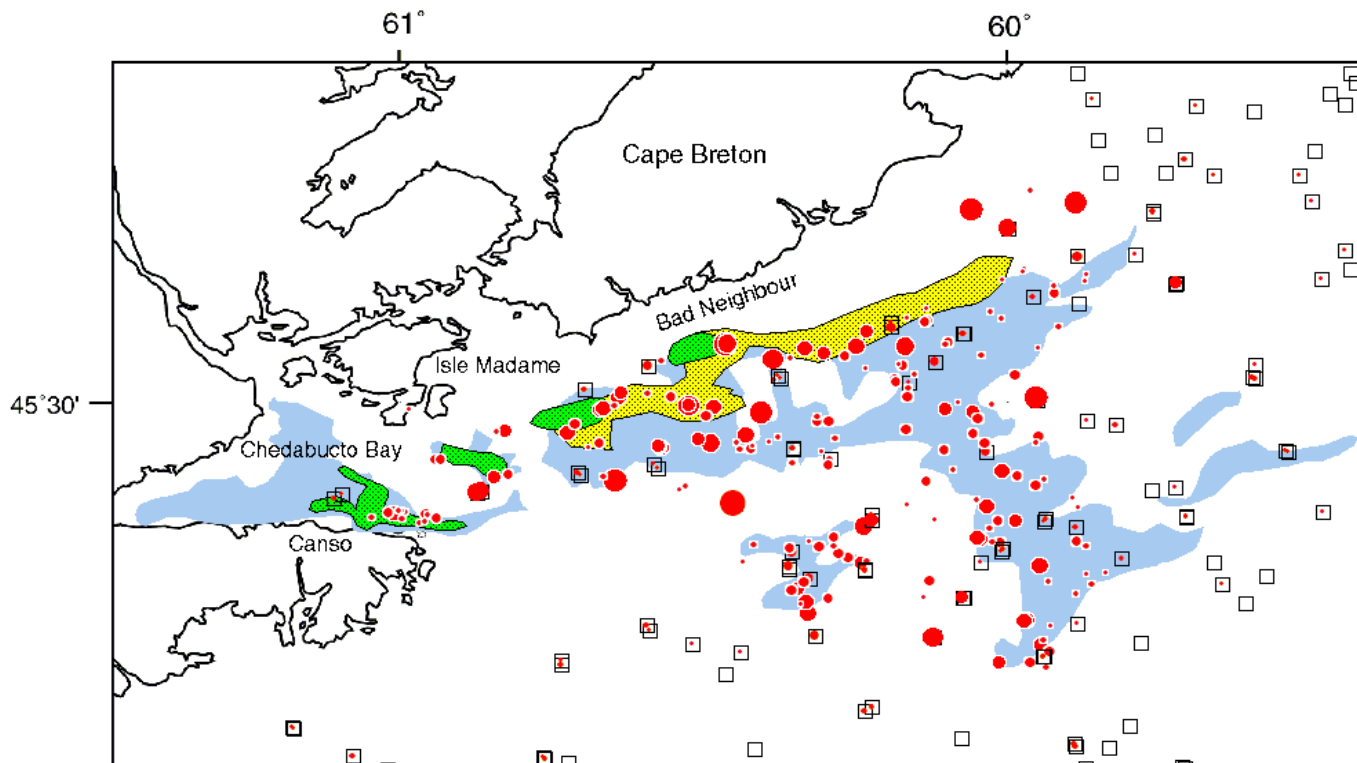 61°
60°
Cape Breton
Bad Neighbour
Isle Madame
45°30'
Chedabucto Bay
Canso